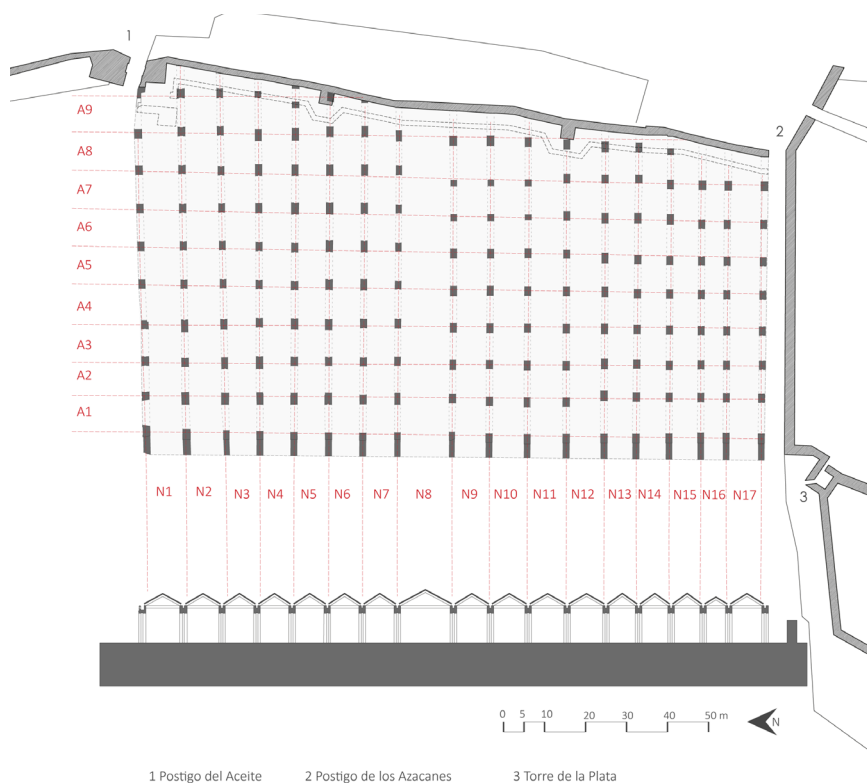 1
2
A9
A8
A7
A6
A5
A4
A3
A2
A1
N1 N2 N3 N4 N5 N6 N7 N8 N9 N10 N11 N12 N13 N14 N15 N16 N17
3
0 5 10 20 30 40 50 m
N
1 Postigo del Aceite 2 Postigo de los Azacanes 3 Torre de la Plata